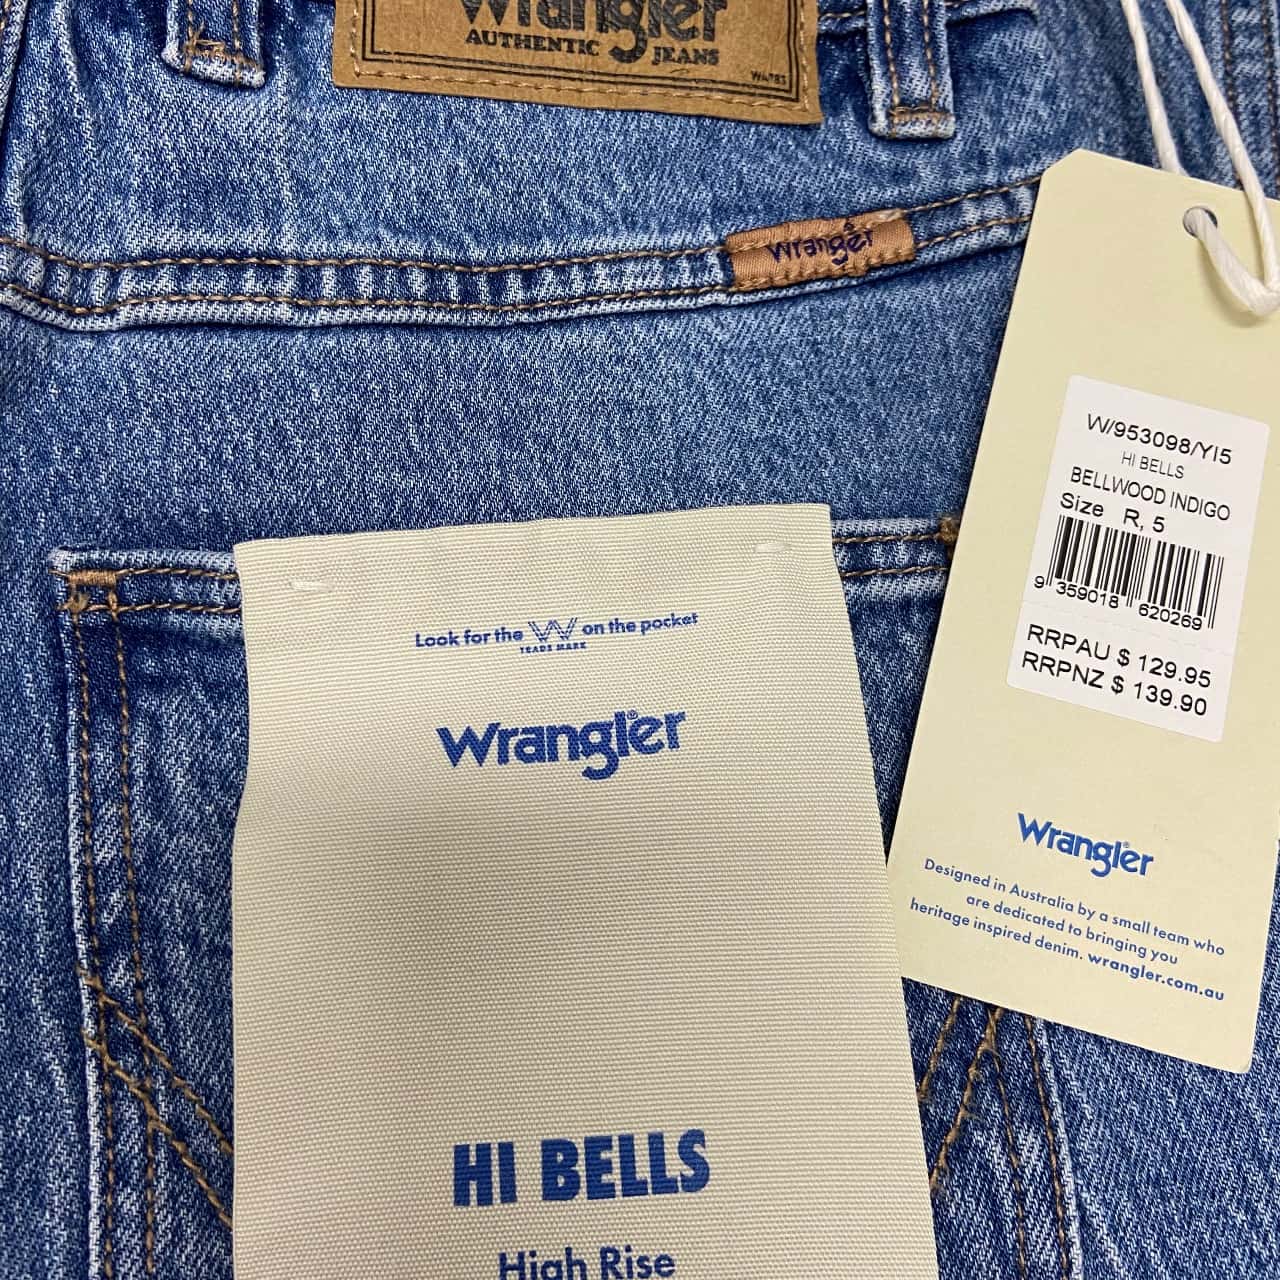 Wrangler
AUTHENTIC JEANS
Wrangler
W/953098/YI5
HI BELLS
BELLWOOD INDIGO
Size R, 5
9 359018 620269
RRPAU $ 129.95
RRPNZ $ 139.90
Wrangler
Designed in Australia by a small team who
are dedicated to bringing you
heritage inspired denim. wrangler.com.au
Look for the W on the pocket
TRADE MARK
Wrangler
HI BELLS
High Rise